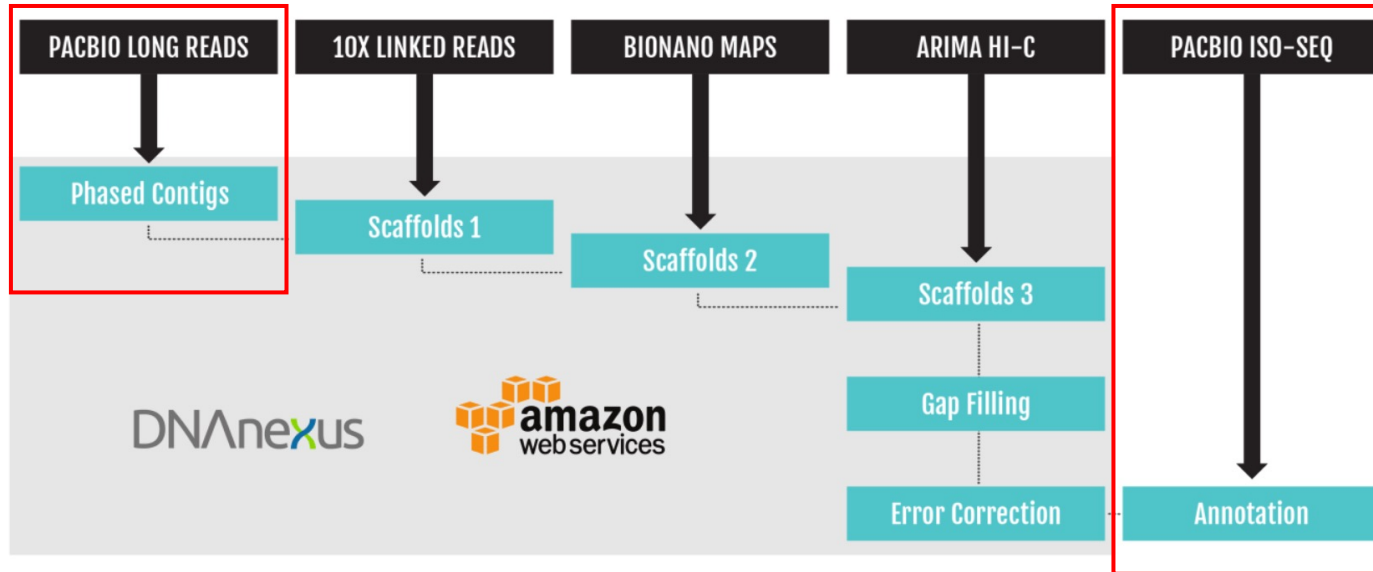 PACBIO LONG READS
10X LINKED READS
BIONANO MAPS
ARIMA HI-C
PACBIO ISO-SEQ
Phased Contigs
Scaffolds 1
Scaffolds 2
Scaffolds 3
Gap Filling
Error Correction
Annotation
DNAnexus
amazon
web services